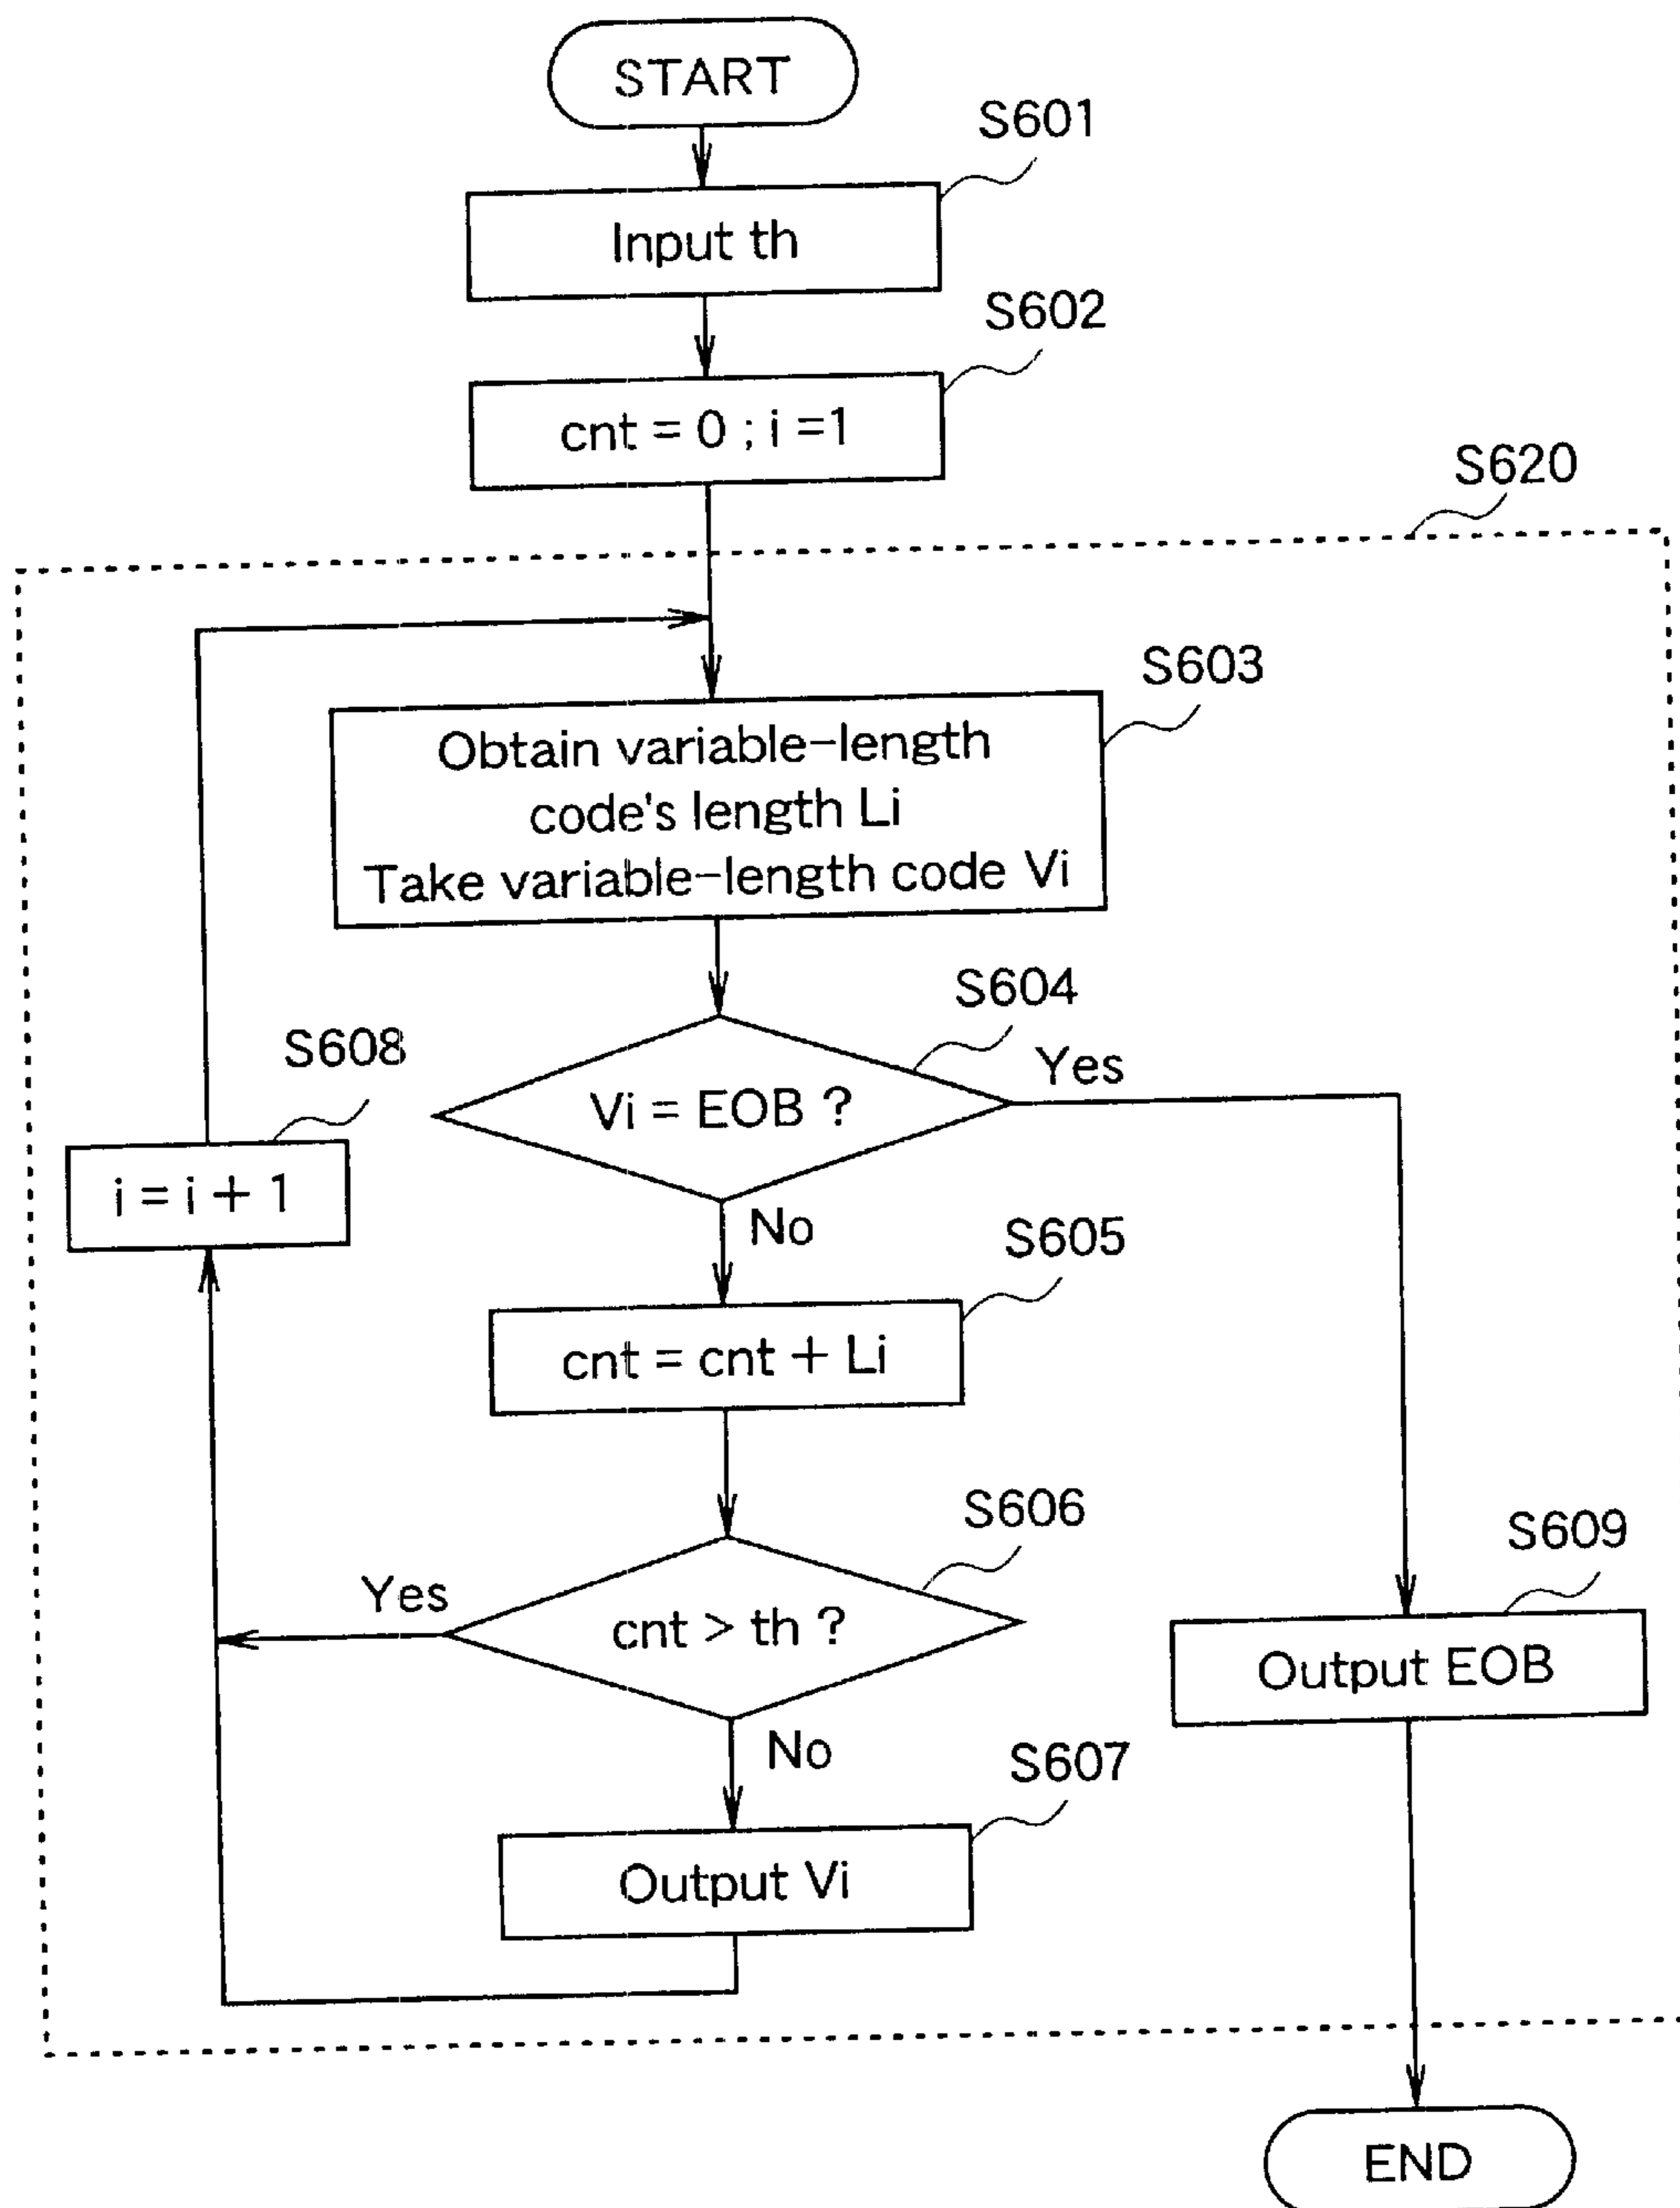 START
S601
Input th
S602
cnt = 0 ; i =1
S620
S603
Obtain variable-length
code's length Li
Take variable-length code Vi
S604
Vi = EOB ?
Yes
S608
i = i + 1
No
S605
cnt = cnt + Li
S606
Yes
cnt > th ?
S609
Output EOB
No
S607
Output Vi
END